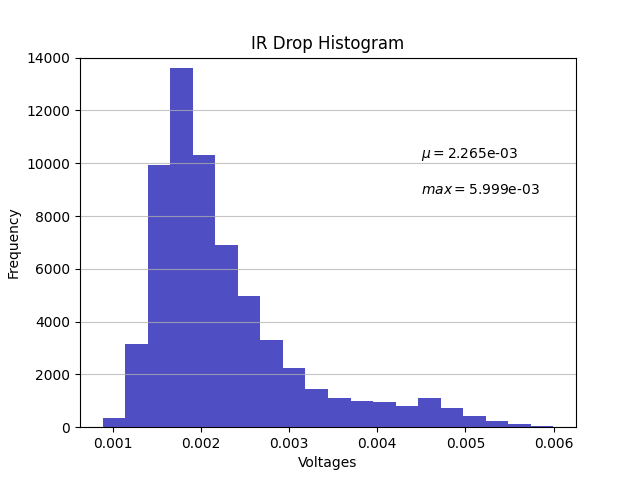 IR Drop Histogram
14000
12000
10000
8000
6000
4000
2000
0
Frequency
μ = 2.265e-03
max = 5.999e-03
0.001 0.002 0.003 0.004 0.005 0.006
Voltages